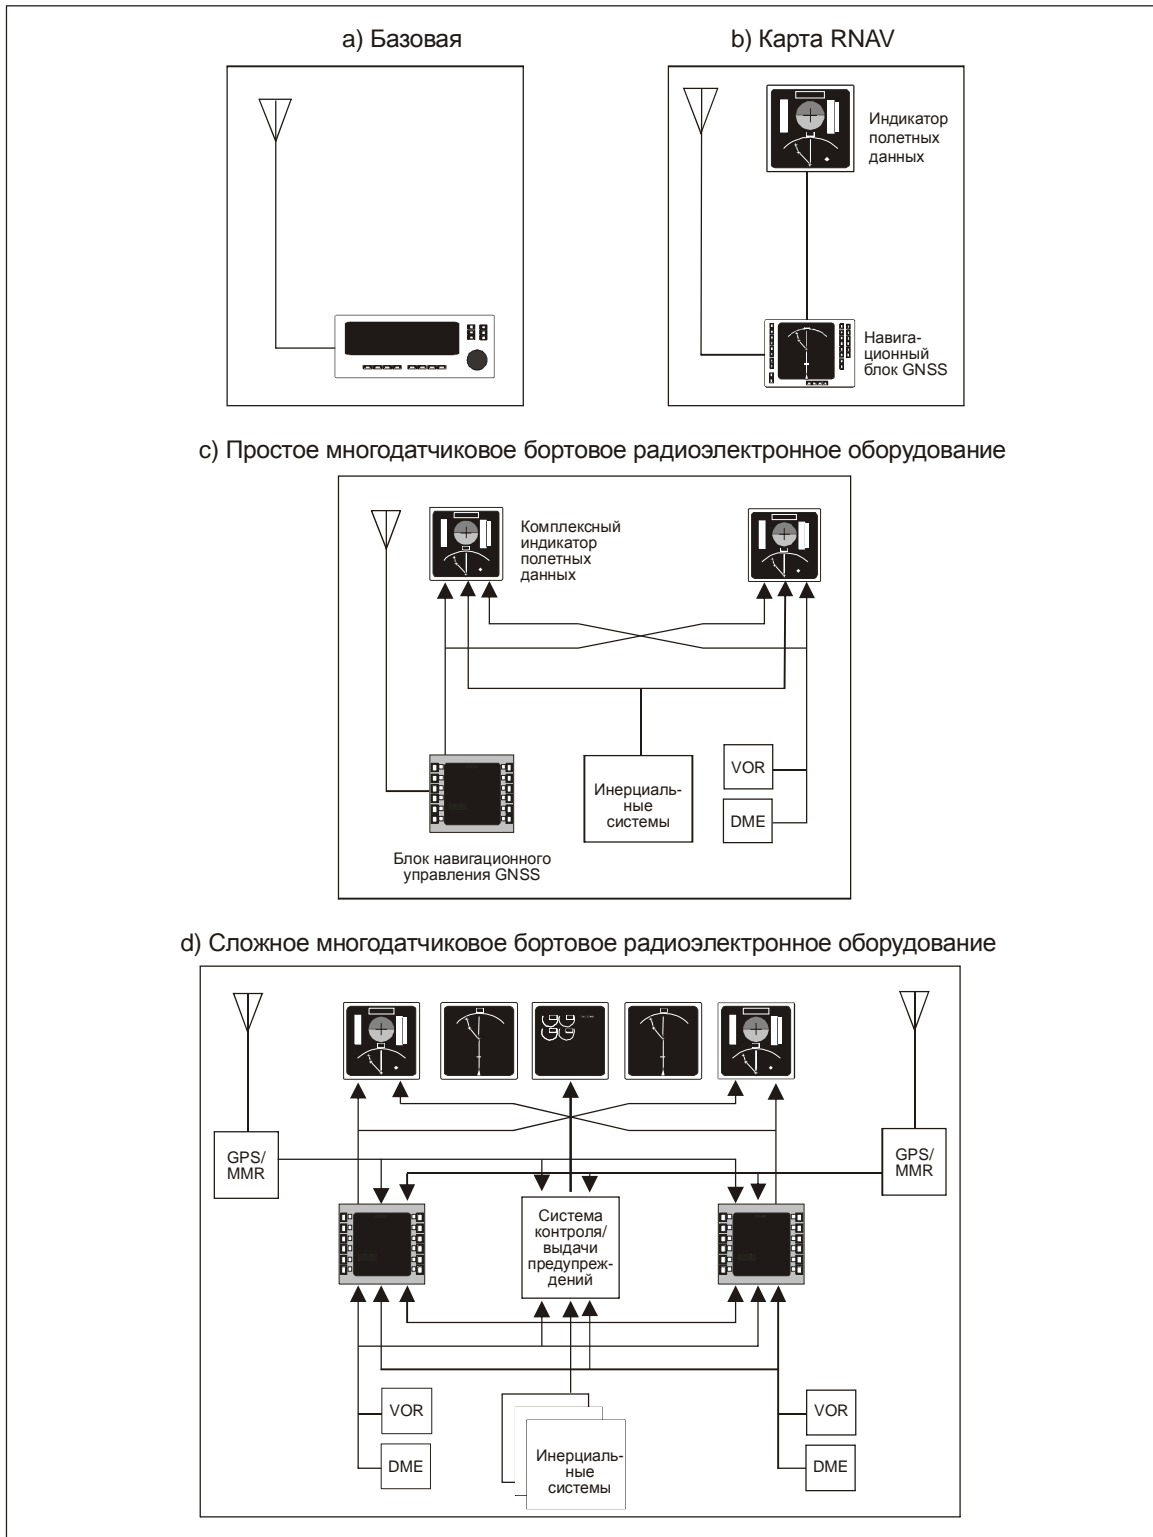 a) Базовая
b) Карта RNAV
Индикатор
полетных
данных
Навига-
ционный
блок GNSS
c) Простое многодатчиковое бортовое радиоэлектронное оборудование
Комплексный
индикатор
полетных
данных
Инерциаль-
ные
системы
VOR
DME
Блок навигационного
управления GNSS
d) Сложное многодатчиковое бортовое радиоэлектронное оборудование
GPS/
MMR
GPS/
MMR
Система
контроля/
выдачи
предупреж-
дений
VOR
DME
Инерциаль-
ные
системы
VOR
DME